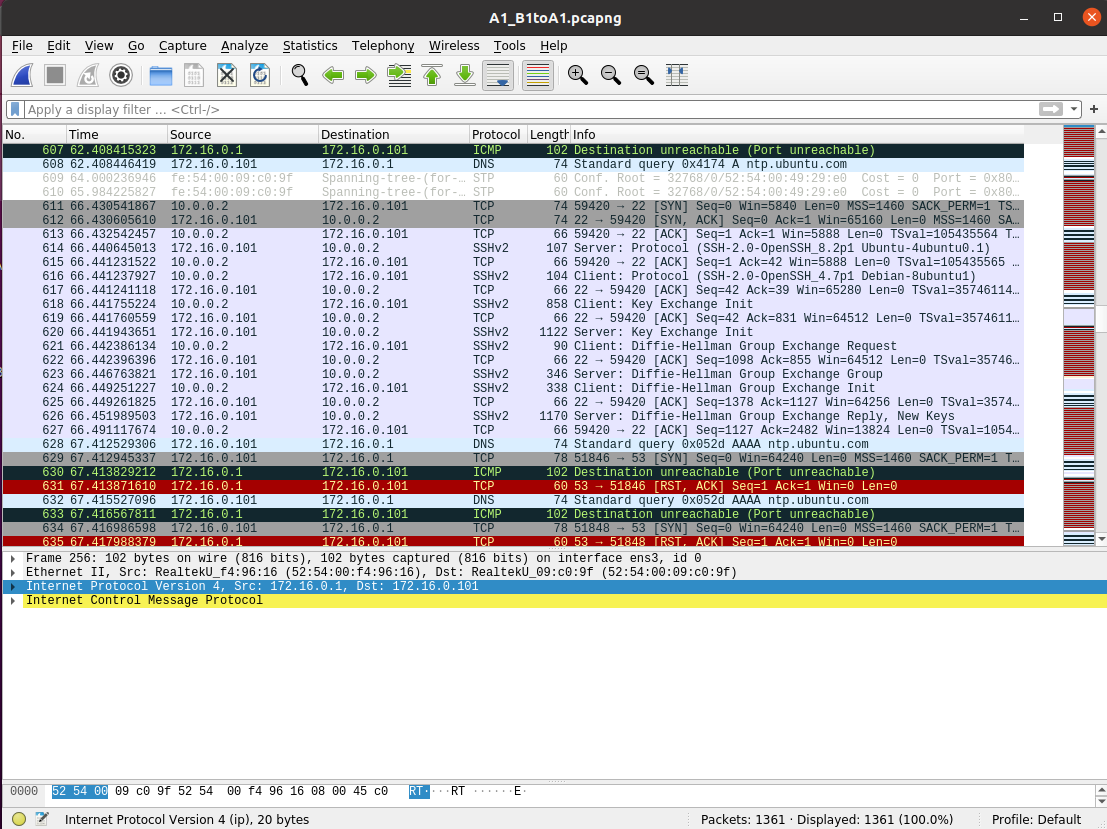 A1_B1toA1.pcapng
File Edit View Go Capture Analyze Statistics Telephony Wireless Tools Help
Apply a display filter … <Ctrl-/>
No. Time Source Destination Protocol Length Info
607 62.408415323 172.16.0.1 172.16.0.101 ICMP 102 Destination unreachable (Port unreachable)
608 62.408446419 172.16.0.101 172.16.0.1 DNS 74 Standard query 0x4174 A ntp.ubuntu.com
609 64.000236946 fe:54:00:09:c0:9f Spanning-tree-(for-… STP 60 Conf. Root = 32768/0/52:54:00:49:29:e0 Cost = 0 Port = 0x80…
610 65.984225827 fe:54:00:09:c0:9f Spanning-tree-(for-… STP 60 Conf. Root = 32768/0/52:54:00:49:29:e0 Cost = 0 Port = 0x80…
611 66.430541867 10.0.0.2 172.16.0.101 TCP 74 59420 → 22 [SYN] Seq=0 Win=5840 Len=0 MSS=1460 SACK_PERM=1 TS…
612 66.430605610 172.16.0.101 10.0.0.2 TCP 74 22 → 59420 [SYN, ACK] Seq=0 Ack=1 Win=65160 Len=0 MSS=1460 SA…
613 66.432542457 10.0.0.2 172.16.0.101 TCP 66 59420 → 22 [ACK] Seq=1 Ack=1 Win=5888 Len=0 TSval=105435564 T…
614 66.440645013 172.16.0.101 10.0.0.2 SSHv2 107 Server: Protocol (SSH-2.0-OpenSSH_8.2p1 Ubuntu-4ubuntu0.1)
615 66.441231522 10.0.0.2 172.16.0.101 TCP 66 59420 → 22 [ACK] Seq=1 Ack=42 Win=5888 Len=0 TSval=105435565 …
616 66.441237927 10.0.0.2 172.16.0.101 SSHv2 104 Client: Protocol (SSH-2.0-OpenSSH_4.7p1 Debian-8ubuntu1)
617 66.441241118 172.16.0.101 10.0.0.2 TCP 66 22 → 59420 [ACK] Seq=42 Ack=39 Win=65280 Len=0 TSval=35746114…
618 66.441755224 10.0.0.2 172.16.0.101 SSHv2 858 Client: Key Exchange Init
619 66.441760559 172.16.0.101 10.0.0.2 TCP 66 22 → 59420 [ACK] Seq=42 Ack=831 Win=64512 Len=0 TSval=3574611…
620 66.441943651 172.16.0.101 10.0.0.2 SSHv2 1122 Server: Key Exchange Init
621 66.442386134 10.0.0.2 172.16.0.101 SSHv2 90 Client: Diffie-Hellman Group Exchange Request
622 66.442396396 172.16.0.101 10.0.0.2 TCP 66 22 → 59420 [ACK] Seq=1098 Ack=855 Win=64512 Len=0 TSval=35746…
623 66.446763821 172.16.0.101 10.0.0.2 SSHv2 346 Server: Diffie-Hellman Group Exchange Group
624 66.449251227 10.0.0.2 172.16.0.101 SSHv2 338 Client: Diffie-Hellman Group Exchange Init
625 66.449261825 172.16.0.101 10.0.0.2 TCP 66 22 → 59420 [ACK] Seq=1378 Ack=1127 Win=64256 Len=0 TSval=3574…
626 66.451989503 172.16.0.101 10.0.0.2 SSHv2 1170 Server: Diffie-Hellman Group Exchange Reply, New Keys
627 66.491117674 10.0.0.2 172.16.0.101 TCP 66 59420 → 22 [ACK] Seq=1127 Ack=2482 Win=13824 Len=0 TSval=1054…
628 67.412529306 172.16.0.101 172.16.0.1 DNS 74 Standard query 0x052d AAAA ntp.ubuntu.com
629 67.412945337 172.16.0.101 172.16.0.1 TCP 78 51846 → 53 [SYN] Seq=0 Win=64240 Len=0 MSS=1460 SACK_PERM=1 T…
630 67.413829212 172.16.0.1 172.16.0.101 ICMP 102 Destination unreachable (Port unreachable)
631 67.413871610 172.16.0.1 172.16.0.101 TCP 60 53 → 51846 [RST, ACK] Seq=1 Ack=1 Win=0 Len=0
632 67.415527096 172.16.0.101 172.16.0.1 DNS 74 Standard query 0x052d AAAA ntp.ubuntu.com
633 67.416567811 172.16.0.1 172.16.0.101 ICMP 102 Destination unreachable (Port unreachable)
634 67.416986598 172.16.0.101 172.16.0.1 TCP 78 51848 → 53 [SYN] Seq=0 Win=64240 Len=0 MSS=1460 SACK_PERM=1 T…
635 67.417988379 172.16.0.1 172.16.0.101 TCP 60 53 → 51848 [RST, ACK] Seq=1 Ack=1 Win=0 Len=0
Frame 256: 102 bytes on wire (816 bits), 102 bytes captured (816 bits) on interface ens3, id 0
Ethernet II, Src: RealtekU_f4:96:16 (52:54:00:f4:96:16), Dst: RealtekU_09:c0:9f (52:54:00:09:c0:9f)
Internet Protocol Version 4, Src: 172.16.0.1, Dst: 172.16.0.101
Internet Control Message Protocol
0000 52 54 00 09 c0 9f 52 54 00 f4 96 16 08 00 45 c0 RT····RT ······E·
Internet Protocol Version 4 (ip), 20 bytes Packets: 1361 · Displayed: 1361 (100.0%) Profile: Default